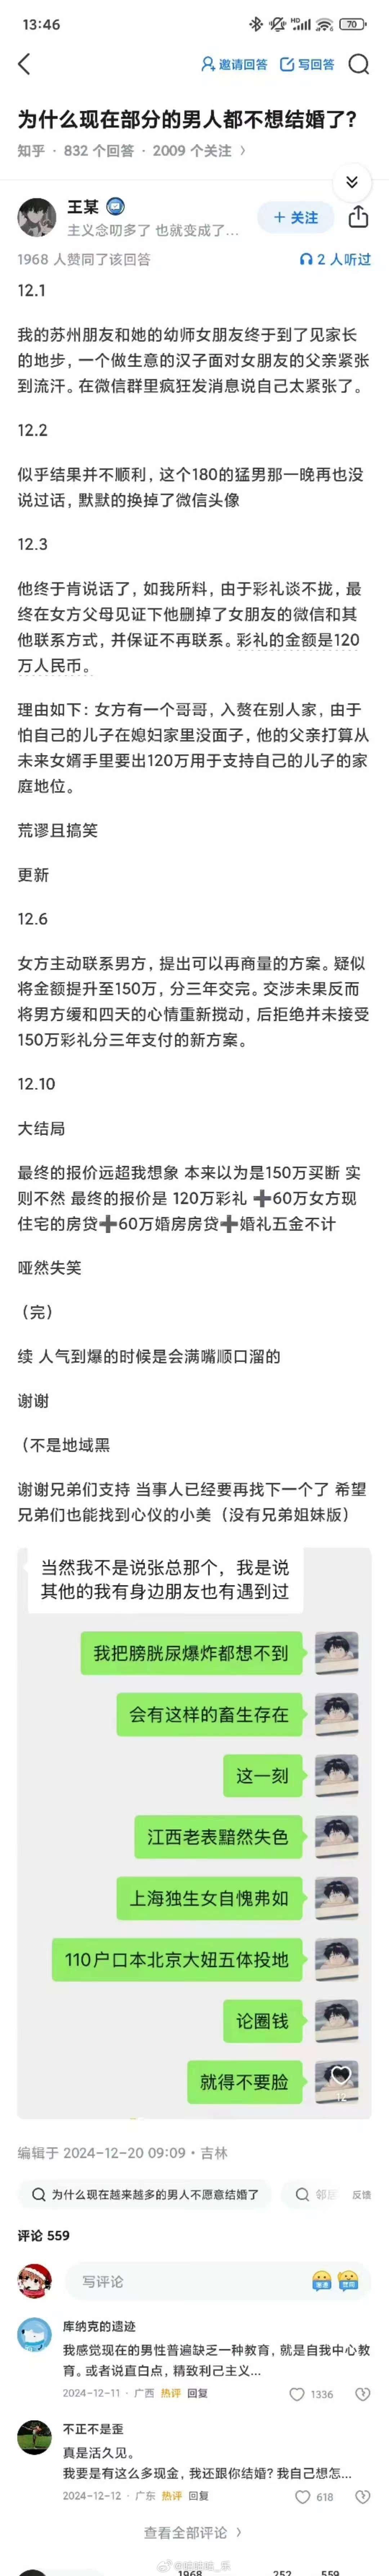 13:46
HD
70
邀请回答
写回答
为什么现在部分的男人都不想结婚了?
知乎 · 832 个回答 · 2009 个关注 >
王某
主义念叨多了 也就变成了...
+ 关注
1968 人赞同了该回答
2 人听过
12.1
我的苏州朋友和她的幼师女朋友终于到了见家长
的地步，一个做生意的汉子面对女朋友的父亲紧张
到流汗。在微信群里疯狂发消息说自己太紧张了。
12.2
似乎结果并不顺利，这个180的猛男那一晚再也没
说过话，默默的换掉了微信头像
12.3
他终于肯说话了，如我所料，由于彩礼谈不拢，最
终在女方父母见证下他删掉了女朋友的微信和其
他联系方式，并保证不再联系。彩礼的金额是120
万人民币。
理由如下：女方有一个哥哥，入赘在别人家，由于
怕自己的儿子在媳妇家里没面子，他的父亲打算从
未来女婿手里要出120万用于支持自己的儿子的家
庭地位。
荒谬且搞笑
更新
12.6
女方主动联系男方，提出可以再商量的方案。疑似
将金额提升至150万，分三年交完。交涉未果反而
将男方缓和四天的心情重新搅动，后拒绝并未接受
150万彩礼分三年支付的新方案。
12.10
大结局
最终的报价远超我想象 本来以为是150万买断 实
则不然 最终的报价是 120万彩礼 ➕60万女方现
住宅的房贷➕60万婚房房贷➕婚礼五金不计
哑然失笑
（完）
续 人气到爆的时候是会满嘴顺口溜的
谢谢
（不是地域黑
谢谢兄弟们支持 当事人已经要再找下一个了 希望
兄弟们也能找到心仪的小美（没有兄弟姐妹版）
当然我不是说张总那个，我是说
其他的我有身边朋友也有遇到过
我把膀胱尿爆炸都想不到
会有这样的畜生存在
这一刻
江西老表黯然失色
上海独生女自愧弗如
110户口本北京大妞五体投地
论圈钱
就得不要脸
12
编辑于 2024-12-20 09:09 · 吉林
为什么现在越来越多的男人不愿意结婚了
邻居
反馈
评论 559
写评论
库纳克的遗迹
我感觉现在的男性普遍缺乏一种教育，就是自我中心教
育。或者说直白点，精致利己主义...
2024-12-11 · 广西 热评 回复
1336
不正不是歪
真是活久见。
我要是有这么多现金，我还跟你结婚？我自己想怎...
2024-12-12 · 广东 热评 回复
618
查看全部评论 >
1968
252
559